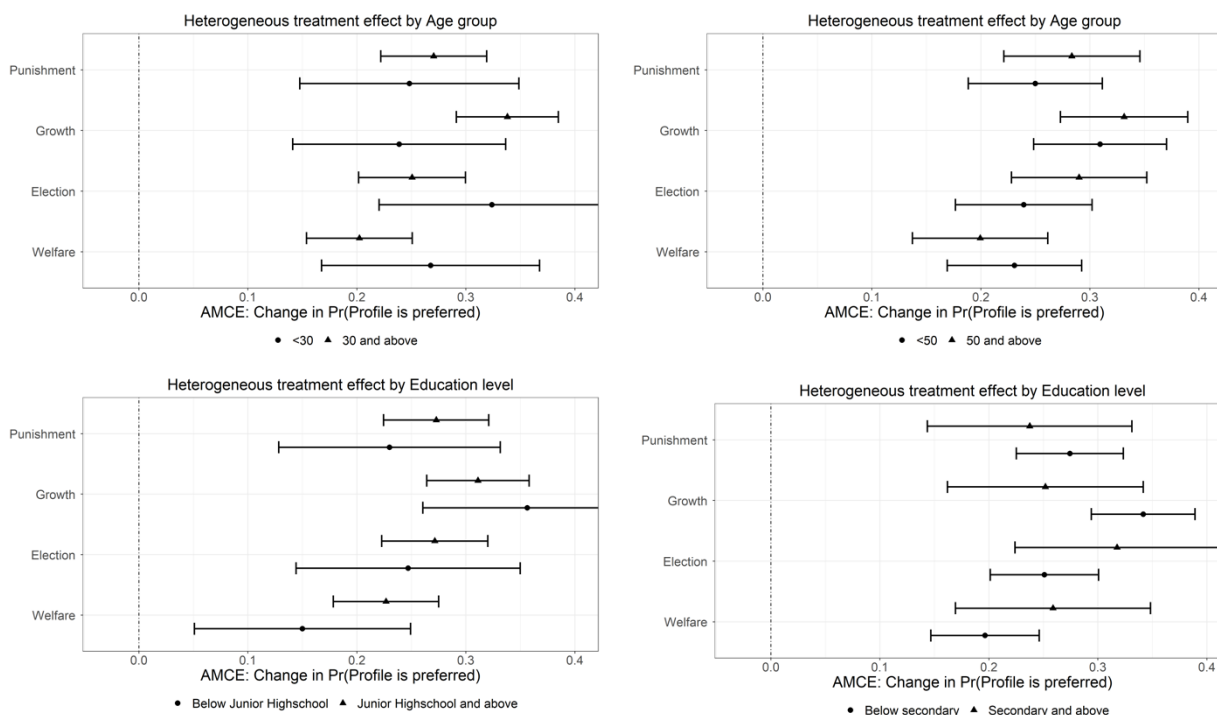 Heterogeneous treatment effect by Age group
Punishment
Growth
Election
Welfare
0.0 0.1 0.2 0.3 0.4
AMCE: Change in Pr(Profile is preferred)
<30 30 and above
Heterogeneous treatment effect by Age group
Punishment
Growth
Election
Welfare
0.0 0.1 0.2 0.3 0.4
AMCE: Change in Pr(Profile is preferred)
<50 50 and above
Heterogeneous treatment effect by Education level
Punishment
Growth
Election
Welfare
0.0 0.1 0.2 0.3 0.4
AMCE: Change in Pr(Profile is preferred)
Below Junior Highschool Junior Highschool and above
Heterogeneous treatment effect by Education level
Punishment
Growth
Election
Welfare
0.0 0.1 0.2 0.3 0.4
AMCE: Change in Pr(Profile is preferred)
Below secondary Secondary and above